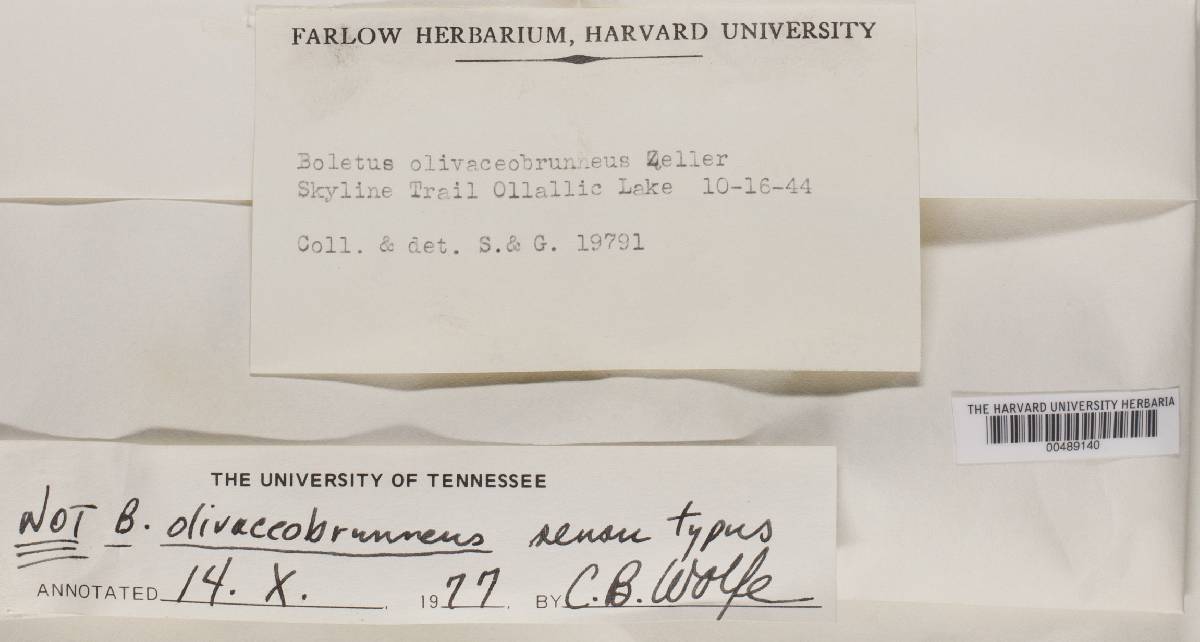 FARLOW HERBARIUM, HARVARD UNIVERSITY
Boletus olivaceobrunneus Zeller
Skyline Trail Ollallic Lake 10-16-44
Coll. & det. S.& G. 19791
THE HARVARD UNIVERSITY HERBARIA
00489140
THE UNIVERSITY OF TENNESSEE
NOT B. olivaceobrunneus sensu typus
ANNOTATED 14. X. 1977. BY C.B. Wolfe